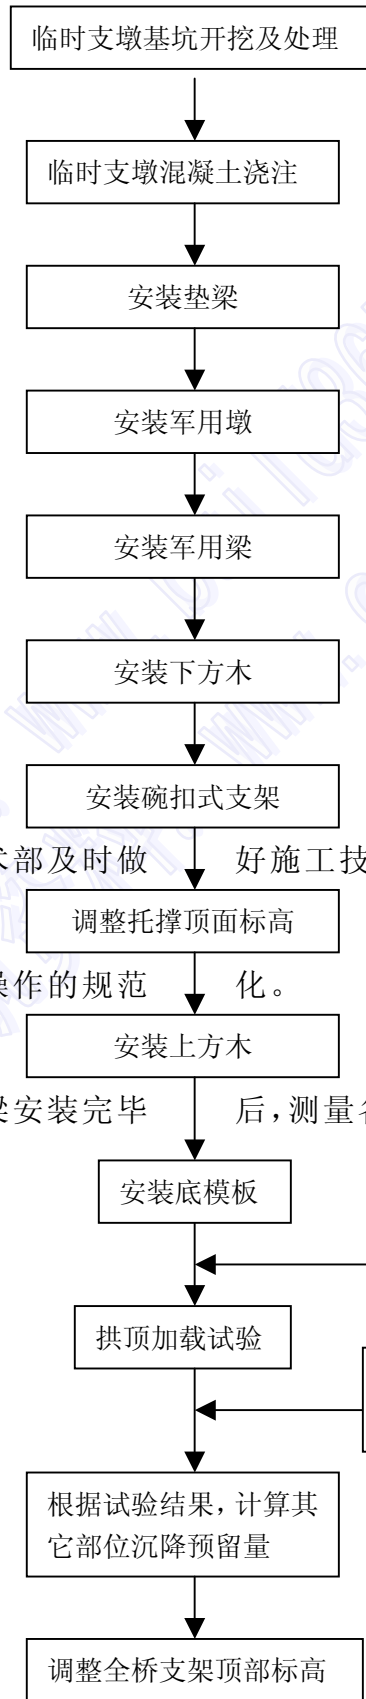 临时支墩基坑开挖及处理
临时支墩混凝土浇注
安装垫梁
安装军用墩
安装军用梁
安装下方木
安装碗扣式支架
术部及时做 好施工技
调整托撑顶面标高
操作的规范 化。
安装上方木
梁安装完毕 后,测量各
安装底模板
拱顶加载试验
根据试验结果,计算其
它部位沉降预留量
调整全桥支架顶部标高